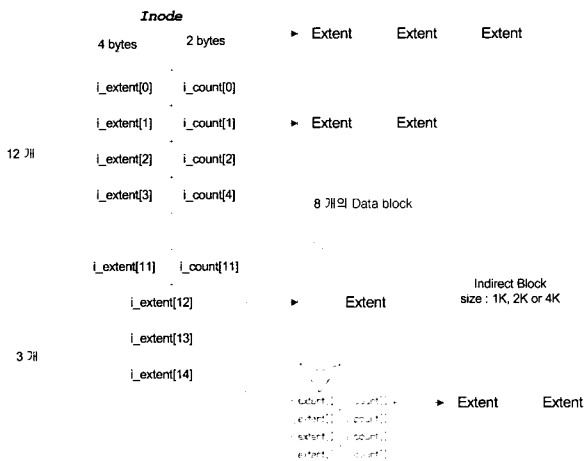 Inode
4 bytes 2 bytes
Extent Extent Extent
i_extent[0] i_count[0]
i_extent[1] i_count[1]
Extent Extent
12 개
i_extent[2] i_count[2]
i_extent[3] i_count[4]
8 개의 Data block
i_extent[11] i_count[11]
Indirect Block
size : 1K, 2K or 4K
i_extent[12]
Extent
i_extent[13]
3 개
i_extent[14]
Extent Extent